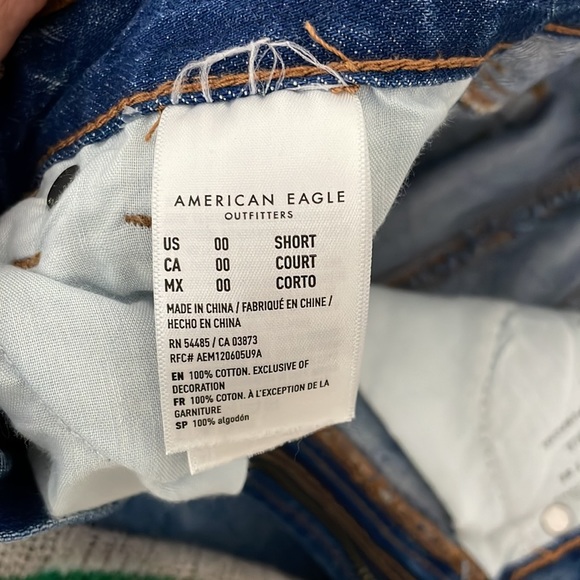 AMERICAN EAGLE
OUTFITTERS
US 00 SHORT
CA 00 COURT
MX 00 CORTO
MADE IN CHINA / FABRIQUÉ EN CHINE /
HECHO EN CHINA
RN 54485 / CA 03873
RFC# AEM120605U9A
EN 100% COTTON. EXCLUSIVE OF
DECORATION
FR 100% COTON. À L'EXCEPTION DE LA
GARNITURE
SP 100% algodón